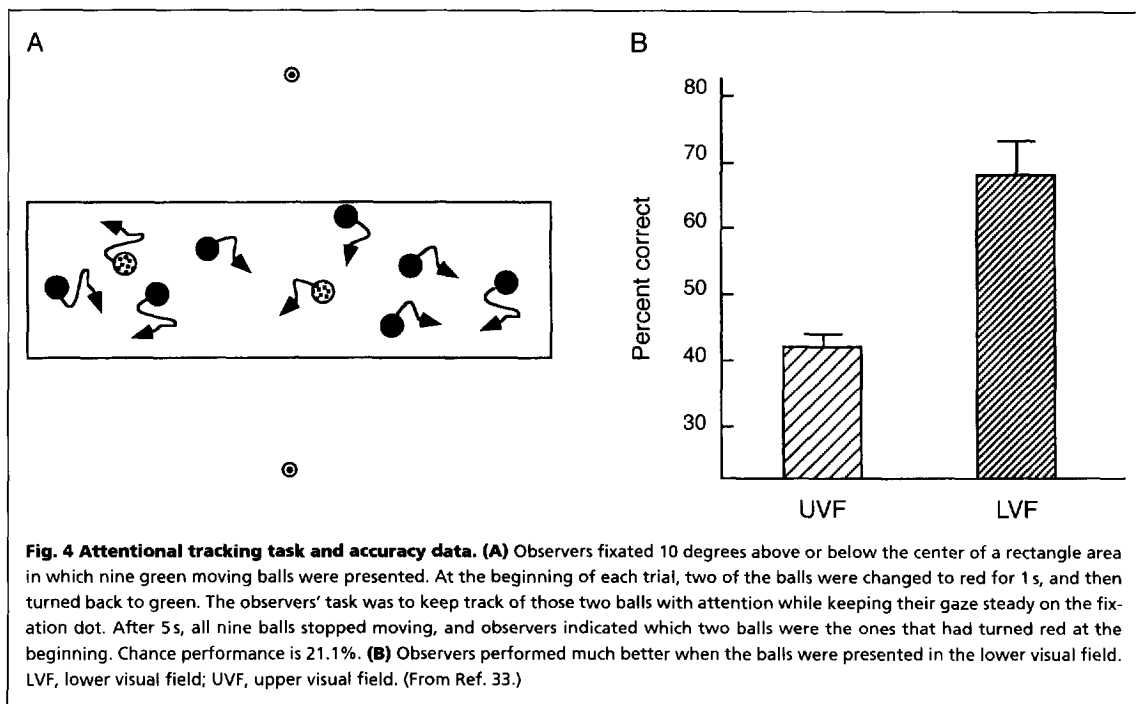 A
B
80
70
60
50
40
30
Percent correct
UVF
LVF
Fig. 4 Attentional tracking task and accuracy data. (A) Observers fixated 10 degrees above or below the center of a rectangle area
in which nine green moving balls were presented. At the beginning of each trial, two of the balls were changed to red for 1 s, and then
turned back to green. The observers' task was to keep track of those two balls with attention while keeping their gaze steady on the fix-
ation dot. After 5 s, all nine balls stopped moving, and observers indicated which two balls were the ones that had turned red at the
beginning. Chance performance is 21.1%. (B) Observers performed much better when the balls were presented in the lower visual field.
LVF, lower visual field; UVF, upper visual field. (From Ref. 33.)